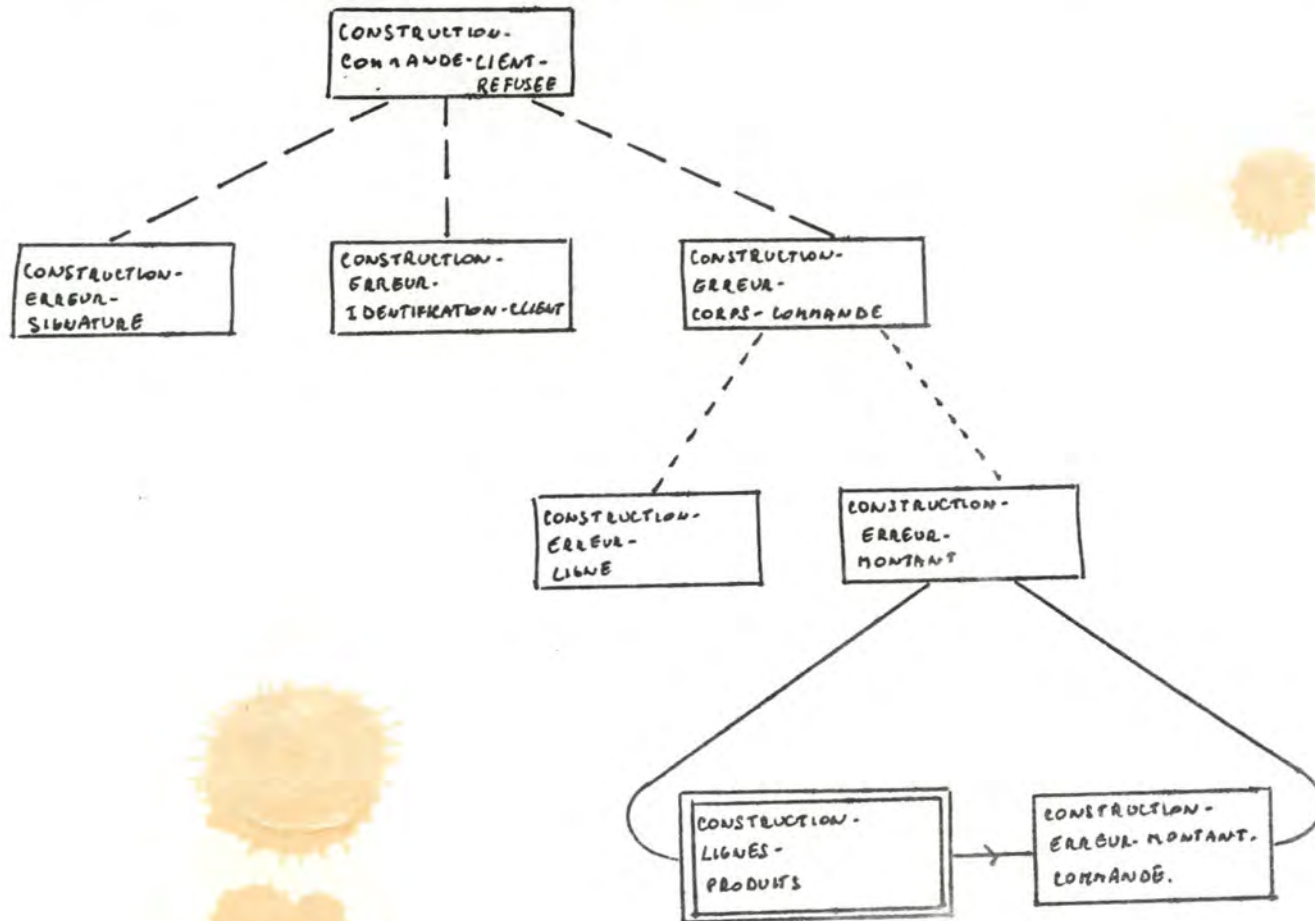 CONSTRUCTION-
COMMANDE-CLIENT-
REFUSEE
CONSTRUCTION-
ERREUR-
SIGNATURE
CONSTRUCTION-
ERREUR-
IDENTIFICATION-CLIENT
CONSTRUCTION-
ERREUR-
CORPS-COMMANDE
CONSTRUCTION-
ERREUR-
LIGNE
CONSTRUCTION-
ERREUR-
MONTANT
CONSTRUCTION-
LIGNES-
PRODUITS
CONSTRUCTION-
ERREUR-MONTANT-
COMMANDE.